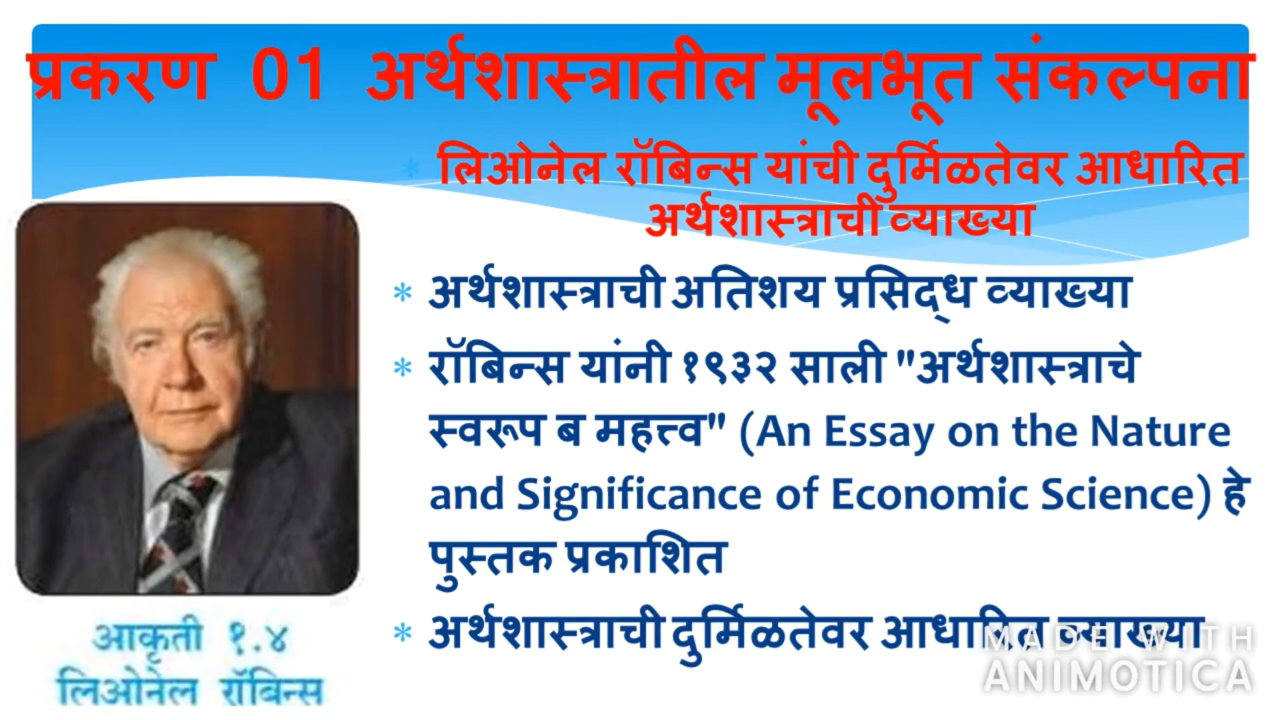 प्रकरण 01 अर्थशास्त्रातील मूलभूत संकल्पना
* लिओनेल रॉबिन्स यांची दुर्मिळतेवर आधारित
अर्थशास्त्राची व्याख्या
* अर्थशास्त्राची अतिशय प्रसिद्ध व्याख्या
* रॉबिन्स यांनी १९३२ साली "अर्थशास्त्राचे
स्वरूप ब महत्त्व" (An Essay on the Nature
and Significance of Economic Science) हे
पुस्तक प्रकाशित
* अर्थशास्त्राची दुर्मिळतेवर आधारित व्याख्या
आकृती १.४
लिओनेल रॉबिन्स
MADE WITH
ANIMOTICA